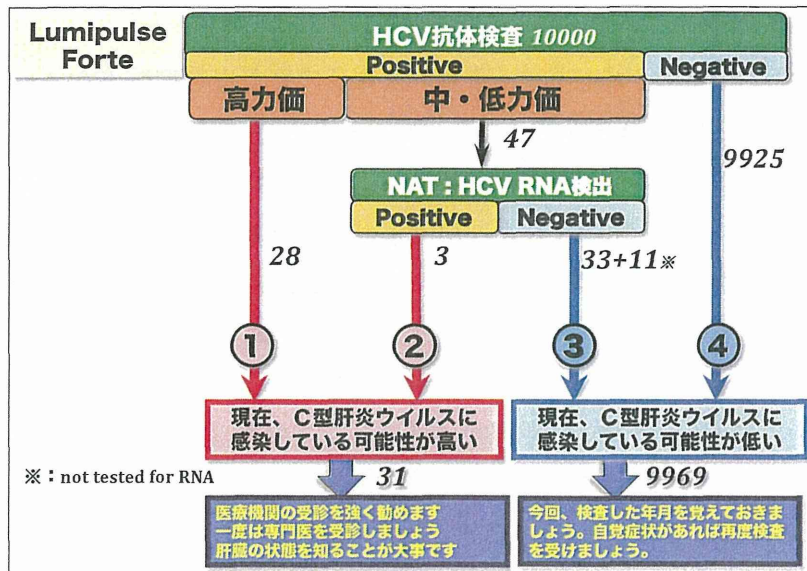 Lumipulse
Forte
HCV抗体検査 10000
Positive
Negative
高力価
中・低力価
47
9925
NAT : HCV RNA検出
Positive
Negative
28
3
33+11※
1
2
3
4
現在、C型肝炎ウイルスに
感染している可能性が高い
現在、C型肝炎ウイルスに
感染している可能性が低い
※:not tested for RNA
31
9969
医療機関の受診を強く勧めます
一度は専門医を受診しましょう
肝臓の状態を知ることが大事です
今回、検査した年月を覚えておきま
しょう。自覚症状があれば再度検査
を受けましょう。